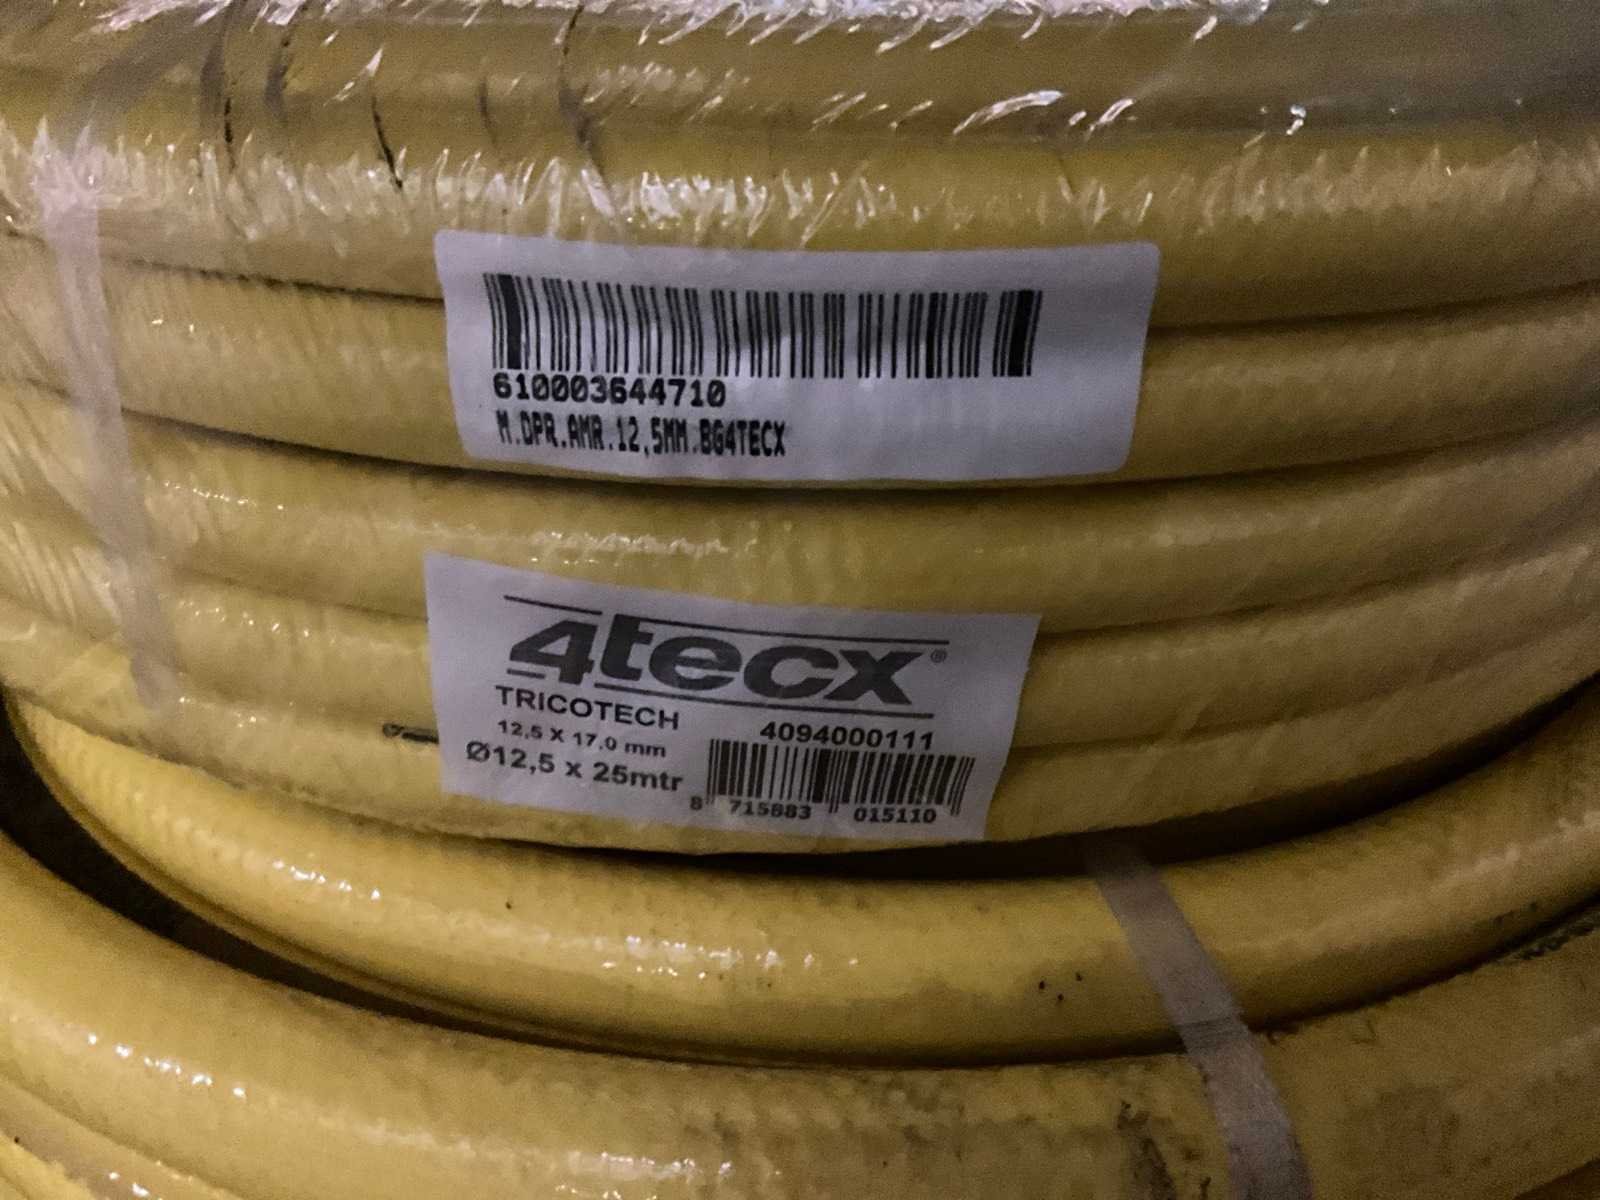 610003644710
M.DPR.AMR.12,5MM.BG4TECX
4tecx®
TRICOTECH
12,5 X 17,0 mm
Ø12,5 x 25mtr
4094000111
8 715883 015110